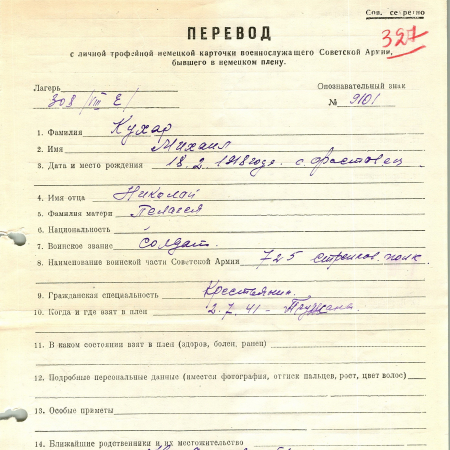 Сов. секретно
327
ПЕРЕВОД
с личной трофейной немецкой карточки военнослужащего Советской Армии,
бывшего в немецком плену.
Лагерь Опознавательный знак
308 /VIII E/ № 9101
1. Фамилия Кухар
2. Имя Михаил
3. Дата и место рождения 18.2.1918 года. с. Фастовец
4. Имя отца Николай
5. Фамилия матери Пелагея
6. Национальность
7. Воинское звание солдат.
8. Наименование воинской части Советской Армии 725 стрелков. полк
9. Гражданская специальность Крестьянин.
10. Когда и где взят в плен 2.7.41 - Пружана
11. В каком состоянии взят в плен (здоров, болен, ранен)
12. Подробные персональные данные (имеется фотография, оттиск пальцев, рост, цвет волос)
13. Особые приметы
14. Ближайшие родственники и их местожительство